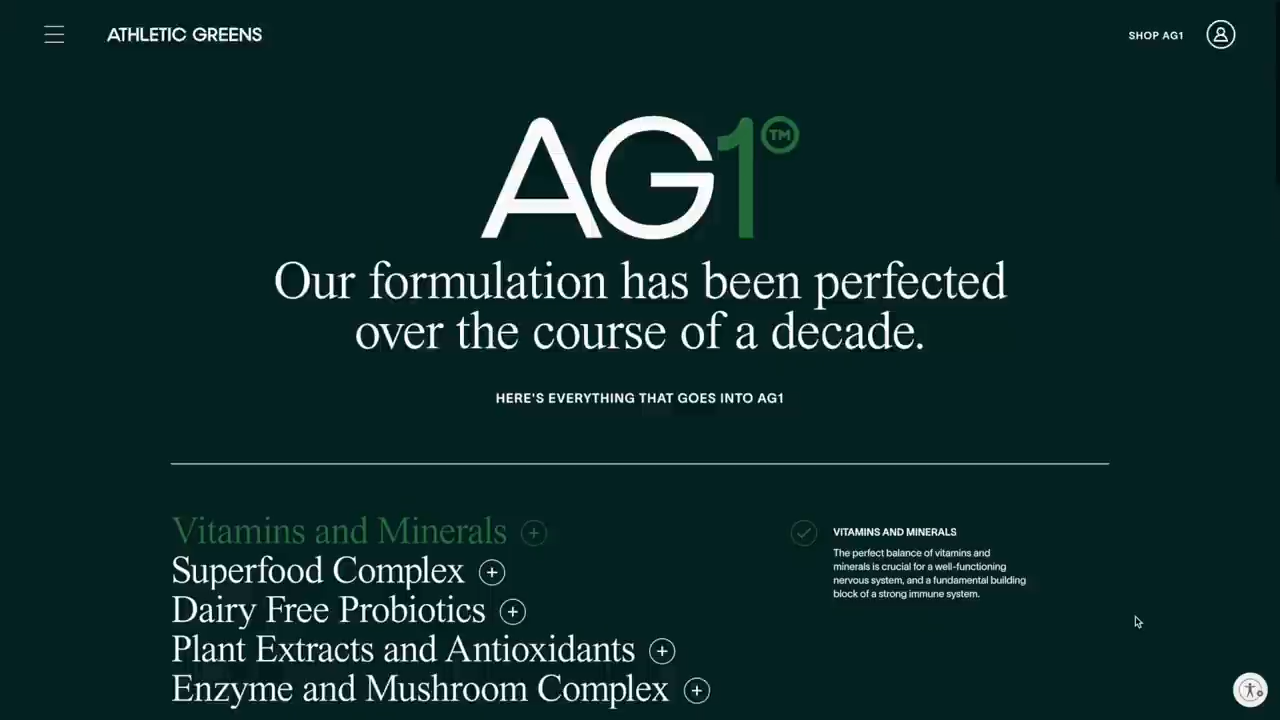 ATHLETIC GREENS
SHOP AG1
AG1™
Our formulation has been perfected
over the course of a decade.
HERE'S EVERYTHING THAT GOES INTO AG1
Vitamins and Minerals
Superfood Complex
Dairy Free Probiotics
Plant Extracts and Antioxidants
Enzyme and Mushroom Complex
VITAMINS AND MINERALS
The perfect balance of vitamins and
minerals is crucial for a well-functioning
nervous system, and a fundamental building
block of a strong immune system.